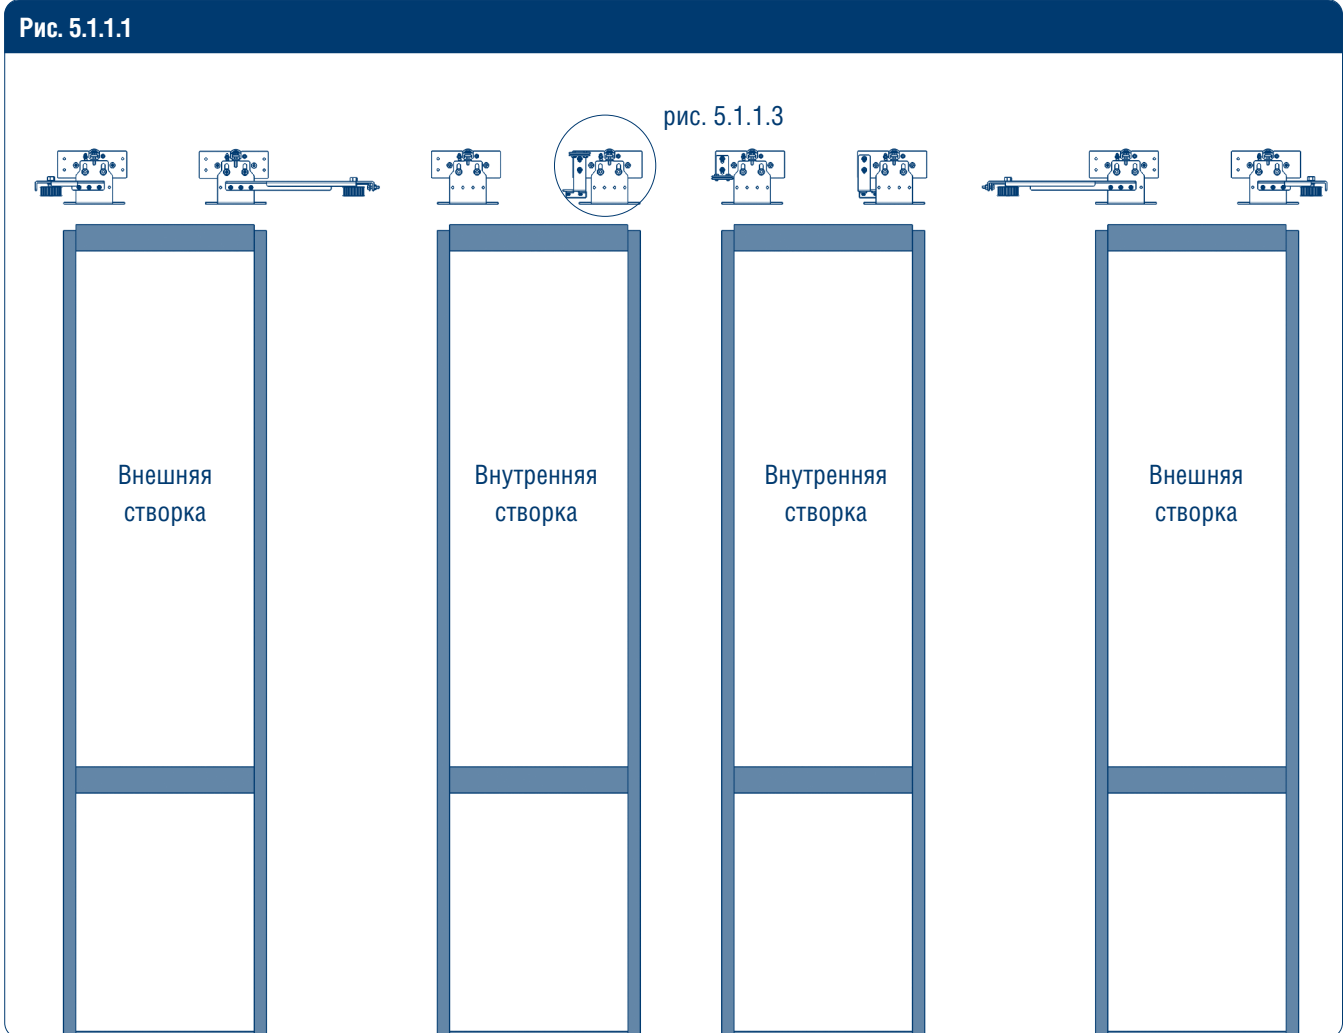 Рис. 5.1.1.1
рис. 5.1.1.3
Внешняя
створка
Внутренняя
створка
Внутренняя
створка
Внешняя
створка